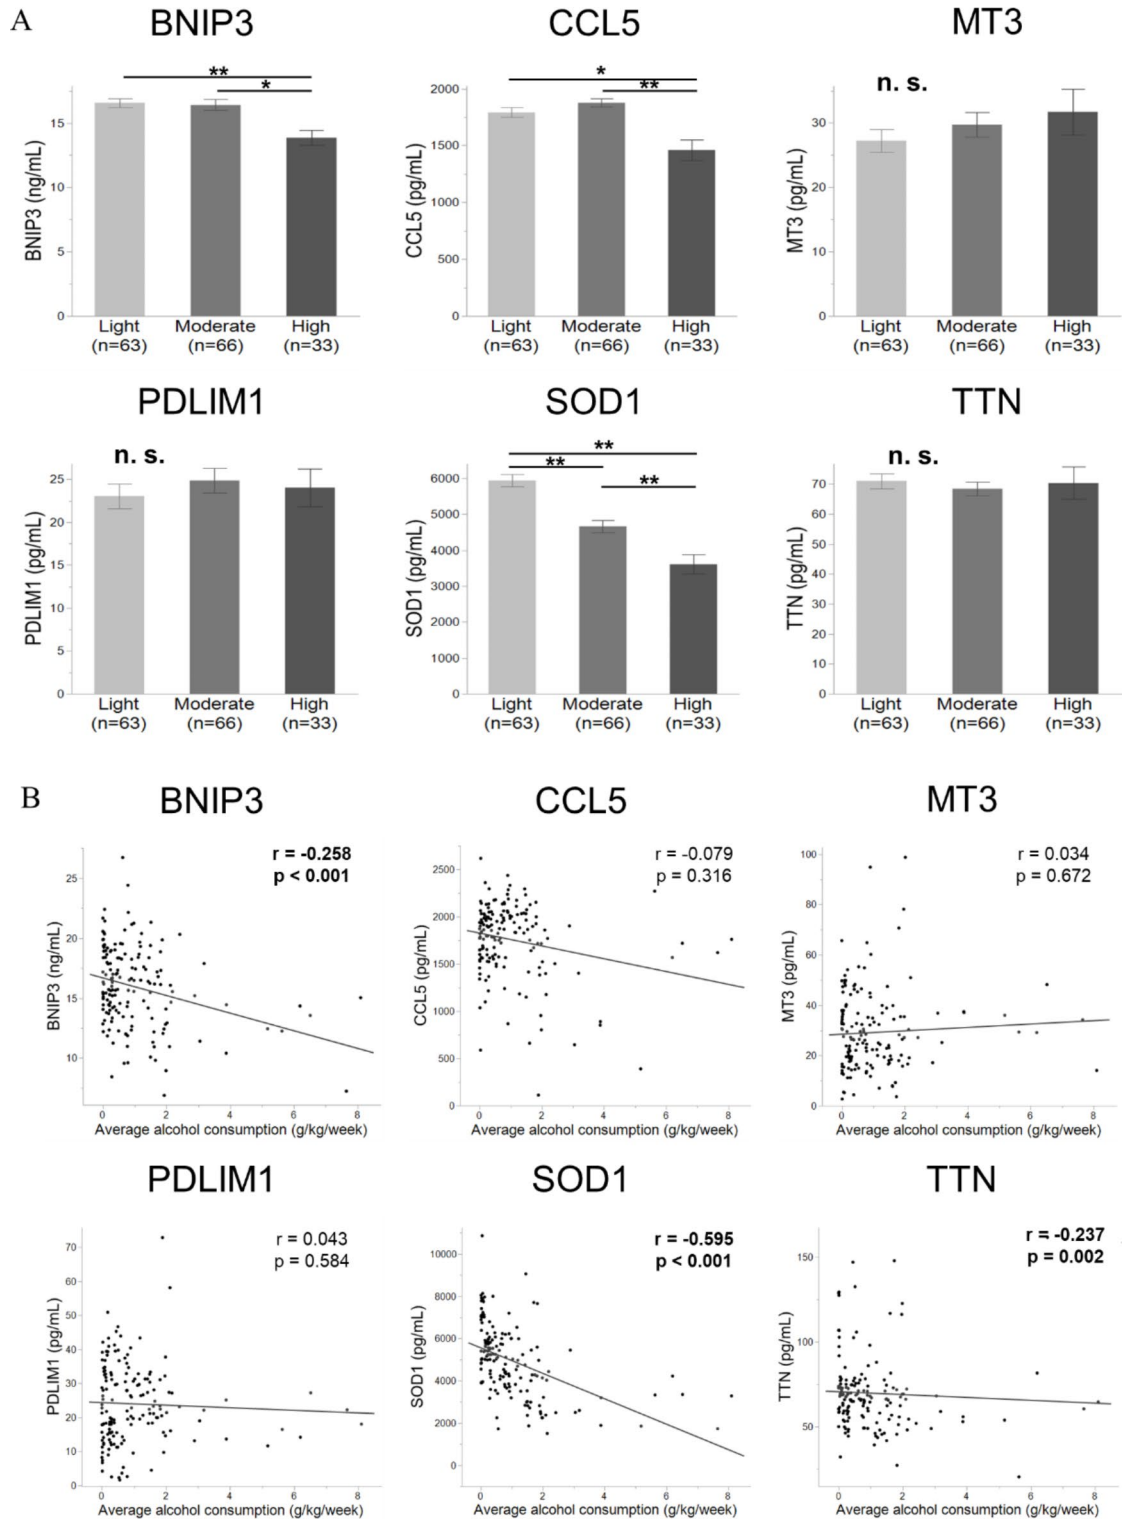 A
BNIP3
CCL5
MT3
**
*
BNIP3 (ng/mL)
15
10
5
0
Light
(n=63)
Moderate
(n=66)
High
(n=33)
*
**
CCL5 (pg/mL)
2000
1500
1000
500
0
Light
(n=63)
Moderate
(n=66)
High
(n=33)
n. s.
MT3 (pg/mL)
30
20
10
0
Light
(n=63)
Moderate
(n=66)
High
(n=33)
PDLIM1
SOD1
TTN
n. s.
PDLIM1 (pg/mL)
25
20
15
10
5
0
Light
(n=63)
Moderate
(n=66)
High
(n=33)
**
**
**
SOD1 (pg/mL)
6000
5000
4000
3000
2000
1000
0
Light
(n=63)
Moderate
(n=66)
High
(n=33)
n. s.
TTN (pg/mL)
70
60
50
40
30
20
10
0
Light
(n=63)
Moderate
(n=66)
High
(n=33)
B
BNIP3
CCL5
MT3
r = -0.258
p < 0.001
BNIP3 (ng/mL)
25
20
15
10
0 2 4 6 8
Average alcohol consumption (g/kg/week)
r = -0.079
p = 0.316
CCL5 (pg/mL)
2500
2000
1500
1000
500
0
0 2 4 6 8
Average alcohol consumption (g/kg/week)
r = 0.034
p = 0.672
MT3 (pg/mL)
100
80
60
40
20
0
0 2 4 6 8
Average alcohol consumption (g/kg/week)
PDLIM1
SOD1
TTN
r = 0.043
p = 0.584
PDLIM1 (pg/mL)
70
60
50
40
30
20
10
0
0 2 4 6 8
Average alcohol consumption (g/kg/week)
r = -0.595
p < 0.001
SOD1 (pg/mL)
10000
8000
6000
4000
2000
0
0 2 4 6 8
Average alcohol consumption (g/kg/week)
r = -0.237
p = 0.002
TTN (pg/mL)
150
100
50
0 2 4 6 8
Average alcohol consumption (g/kg/week)